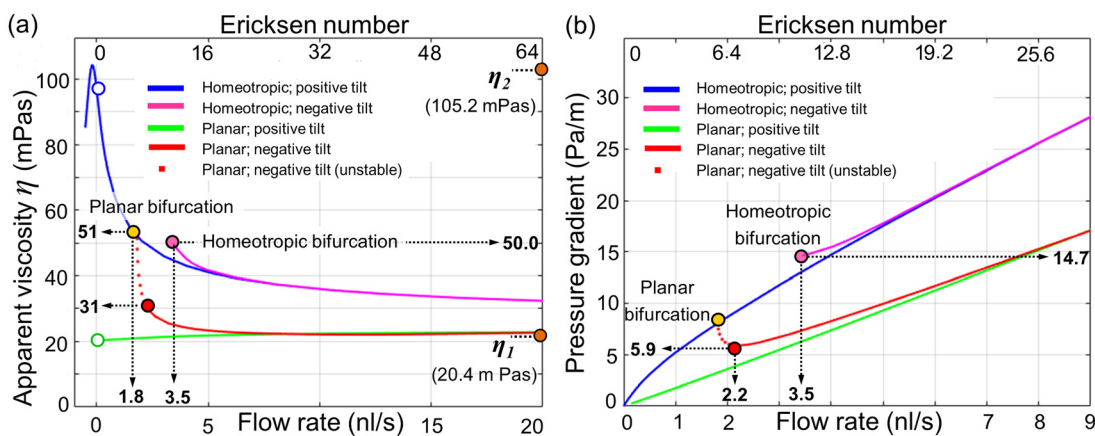 (a)
Ericksen number
0 16 32 48 64
Apparent viscosity η (mPas)
100
80
60
40
20
0
Homeotropic; positive tilt
Homeotropic; negative tilt
Planar; positive tilt
Planar; negative tilt
Planar; negative tilt (unstable)
η2
(105.2 mPas)
Planar bifurcation
51
Homeotropic bifurcation
50.0
31
η1
(20.4 m Pas)
1.8
3.5
0 5 15 20
Flow rate (nl/s)
(b)
Ericksen number
0 6.4 12.8 19.2 25.6
Pressure gradient (Pa/m)
30
25
20
15
10
5
0
Homeotropic; positive tilt
Homeotropic; negative tilt
Planar; positive tilt
Planar; negative tilt
Planar; negative tilt (unstable)
Homeotropic
bifurcation
14.7
Planar
bifurcation
5.9
2.2
3.5
0 1 2 7 8 9
Flow rate (nl/s)